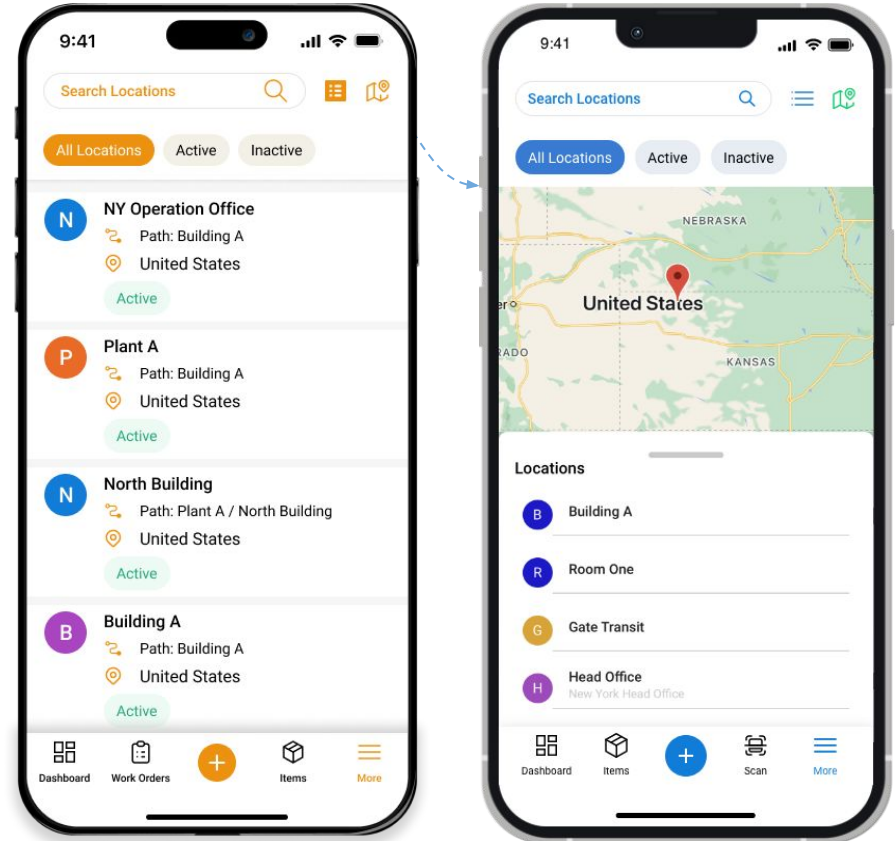 9:41
Search Locations
All Locations
Active
Inactive
N
NY Operation Office
Path: Building A
United States
Active
P
Plant A
Path: Building A
United States
Active
N
North Building
Path: Plant A / North Building
United States
Active
B
Building A
Path: Building A
United States
Active
Dashboard
Work Orders
Items
More
9:41
Search Locations
All Locations
Active
Inactive
NEBRASKA
United States
KANSAS
Locations
B
Building A
R
Room One
G
Gate Transit
H
Head Office
New York Head Office
Dashboard
Items
Scan
More